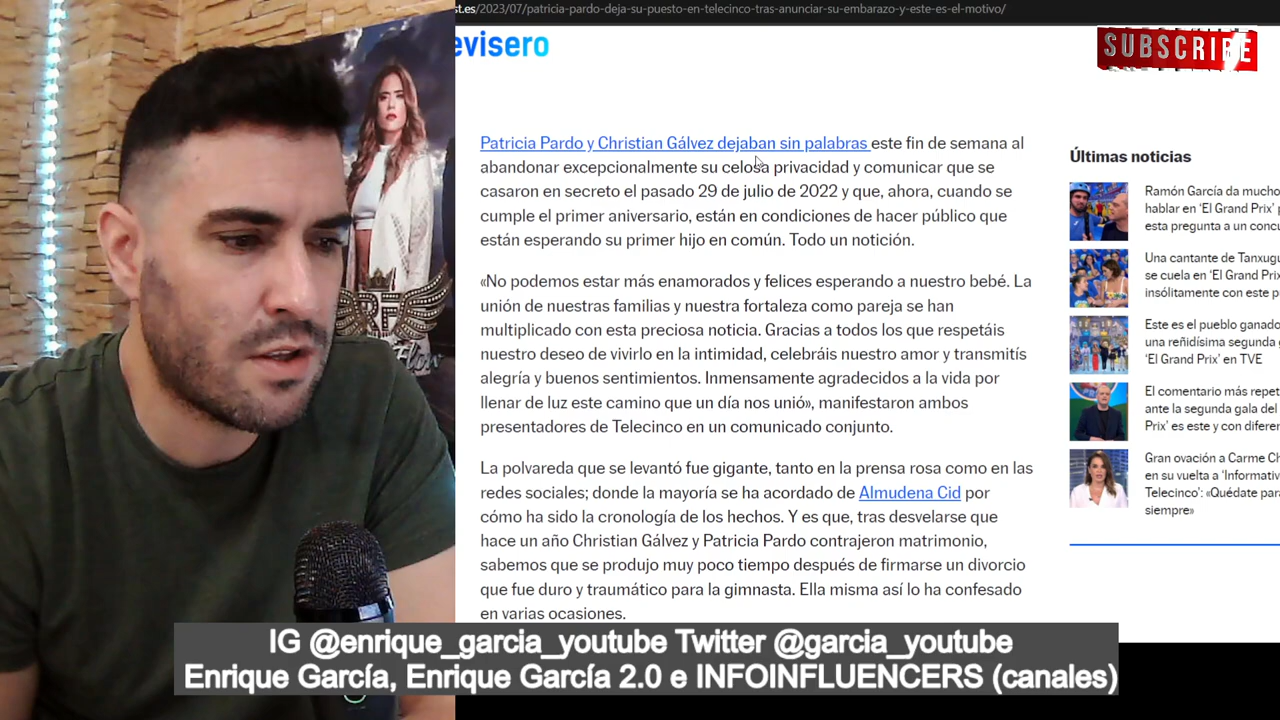 st.es/2023/07/patricia-pardo-deja-su-puesto-en-telecinco-tras-anunciar-su-embarazo-y-este-es-el-motivo/
evisero
SUBSCRIBE
Patricia Pardo y Christian Gálvez dejaban sin palabras este fin de semana al
abandonar excepcionalmente su celosa privacidad y comunicar que se
casaron en secreto el pasado 29 de julio de 2022 y que, ahora, cuando se
cumple el primer aniversario, están en condiciones de hacer público que
están esperando su primer hijo en común. Todo un notición.
«No podemos estar más enamorados y felices esperando a nuestro bebé. La
unión de nuestras familias y nuestra fortaleza como pareja se han
multiplicado con esta preciosa noticia. Gracias a todos los que respetáis
nuestro deseo de vivirlo en la intimidad, celebráis nuestro amor y transmitís
alegría y buenos sentimientos. Inmensamente agradecidos a la vida por
llenar de luz este camino que un día nos unió», manifestaron ambos
presentadores de Telecinco en un comunicado conjunto.
La polvareda que se levantó fue gigante, tanto en la prensa rosa como en las
redes sociales; donde la mayoría se ha acordado de Almudena Cid por
cómo ha sido la cronología de los hechos. Y es que, tras desvelarse que
hace un año Christian Gálvez y Patricia Pardo contrajeron matrimonio,
sabemos que se produjo muy poco tiempo después de firmarse un divorcio
que fue duro y traumático para la gimnasta. Ella misma así lo ha confesado
en varias ocasiones.
Últimas noticias
Ramón García da mucho
hablar en 'El Grand Prix' p
esta pregunta a un concu
Una cantante de Tanxugu
se cuela en 'El Grand Prix
insólitamente con este p
Este es el pueblo ganado
una reñidísima segunda g
'El Grand Prix' en TVE
El comentario más repet
ante la segunda gala del
Prix' es este y con diferen
Gran ovación a Carme Ch
en su vuelta a 'Informativ
Telecinco': «Quédate para
siempre»
IG @enrique_garcia_youtube Twitter @garcia_youtube
Enrique García, Enrique García 2.0 e INFOINFLUENCERS (canales)